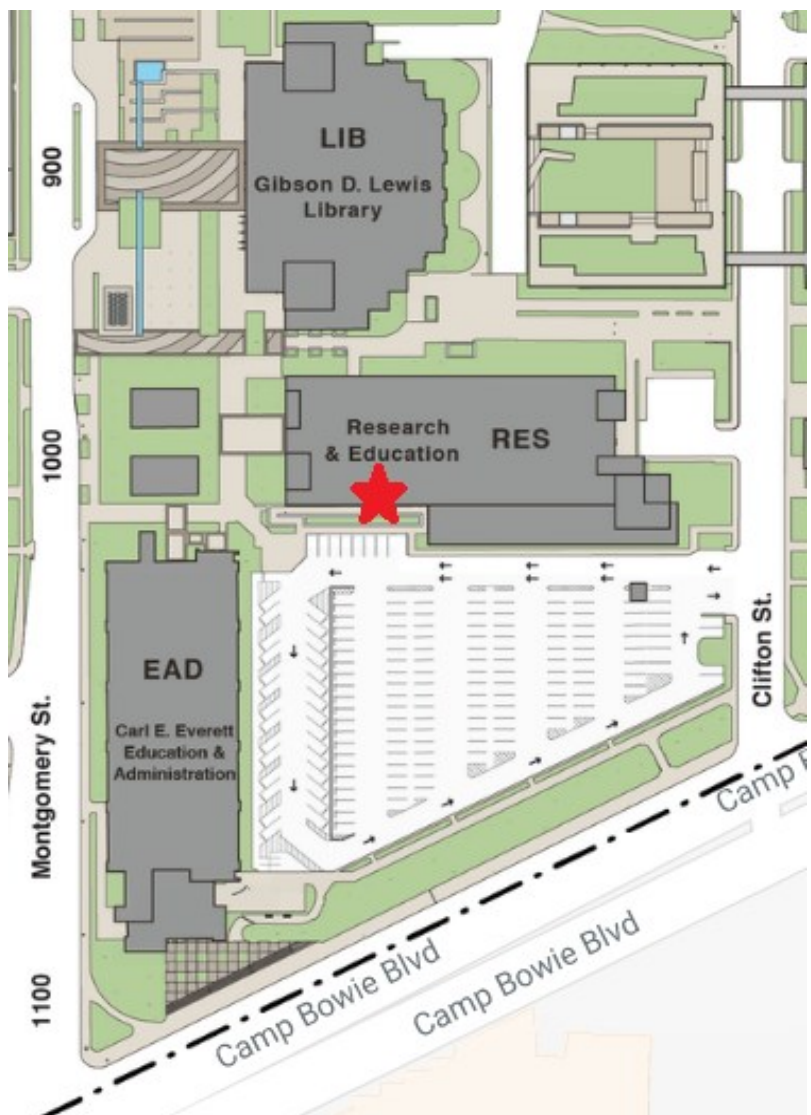 900
LIB
Gibson D. Lewis
Library
Research
& Education
RES
1000
EAD
Carl E. Everett
Education &
Administration
Montgomery St.
Clifton St.
Camp Bowie Blvd
Camp Bowie Blvd
1100
Camp